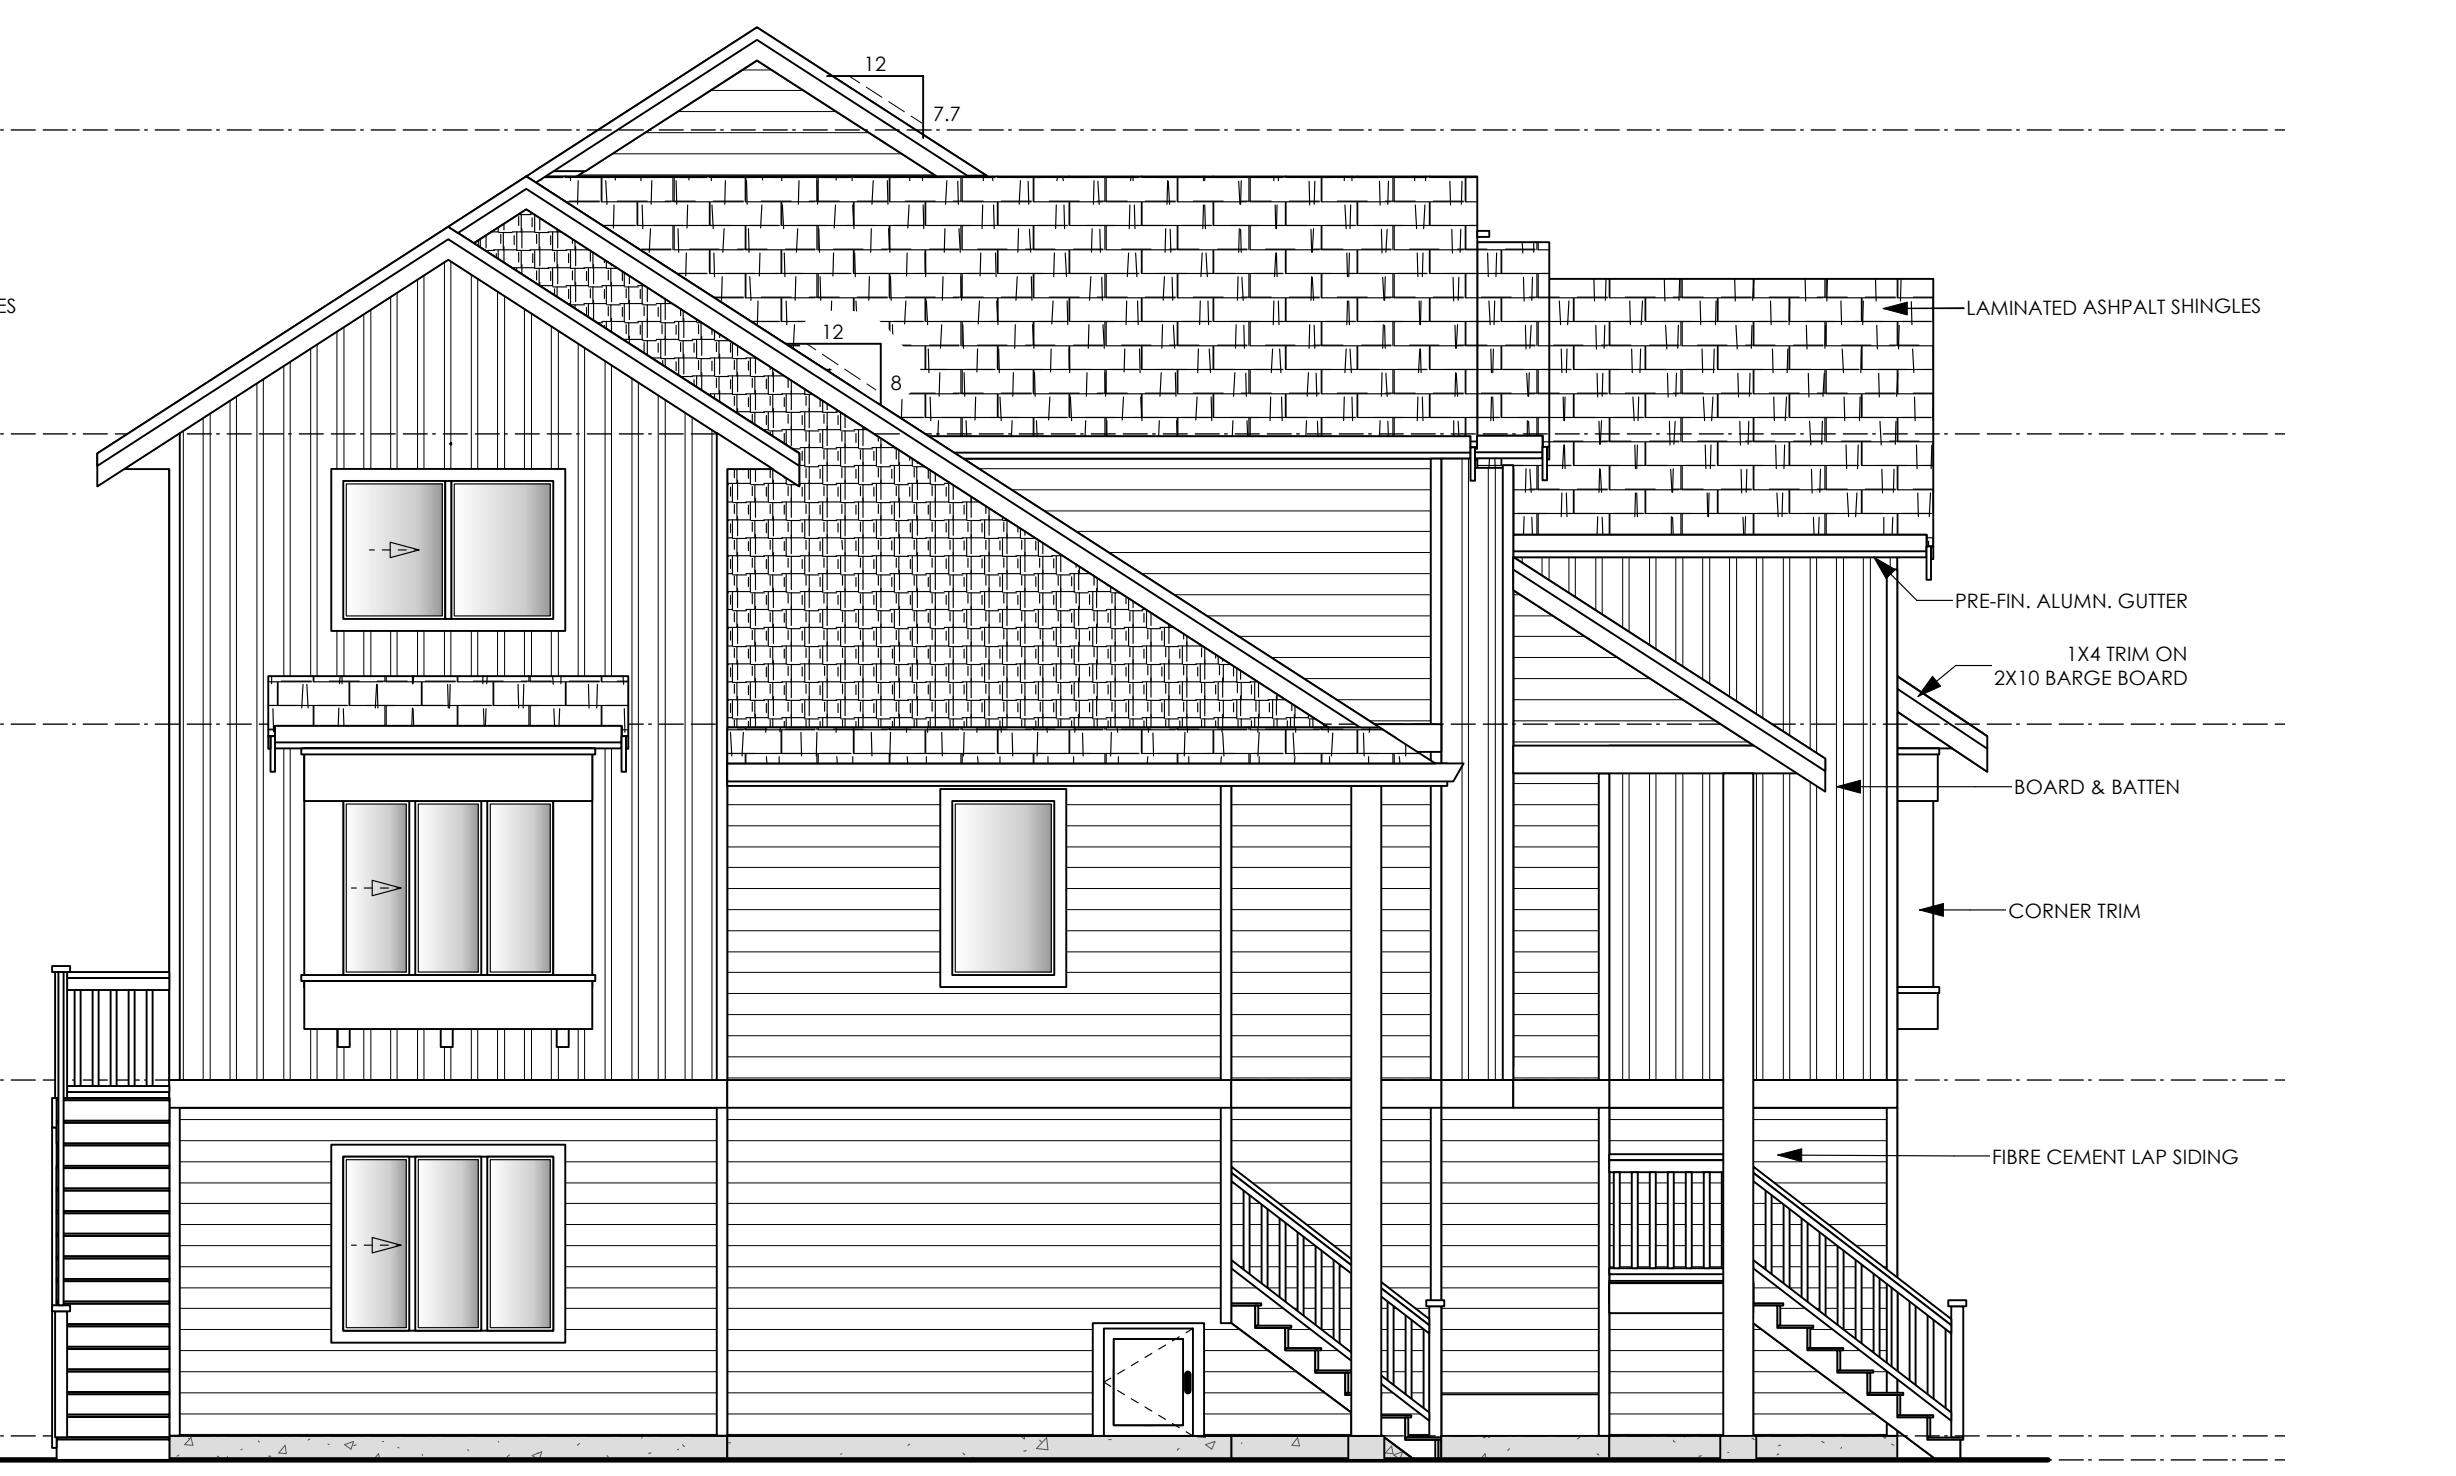 12
7.7
ES
LAMINATED ASHPALT SHINGLES
12
8
PRE-FIN. ALUMN. GUTTER
1X4 TRIM ON
2X10 BARGE BOARD
BOARD & BATTEN
CORNER TRIM
FIBRE CEMENT LAP SIDING